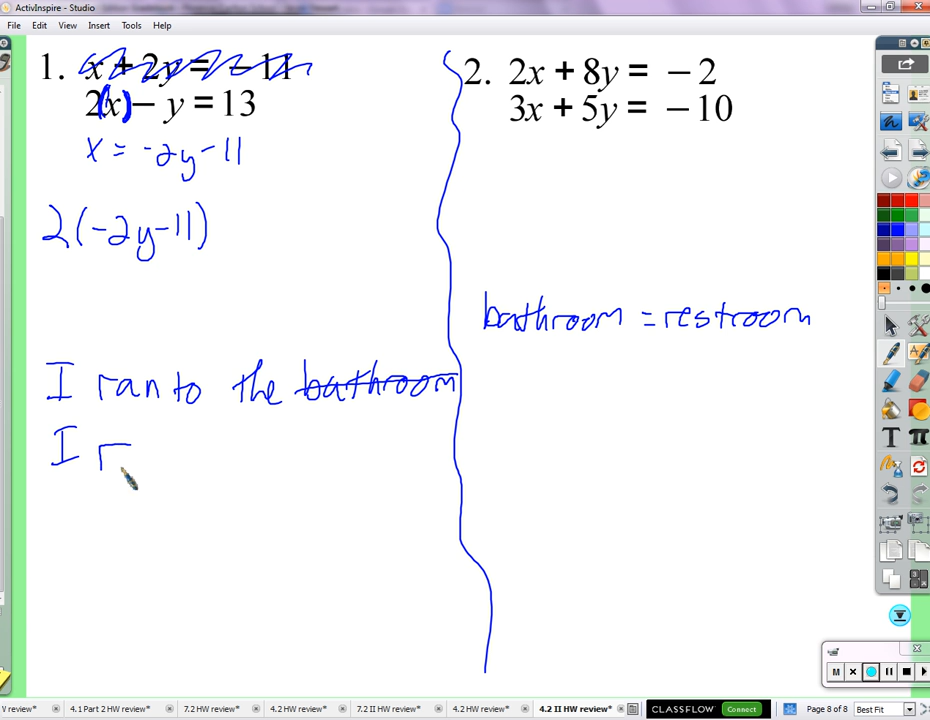 ActivInspire - Studio
File Edit View Insert Tools Help
1. x + 2y = − 11
2(x) − y = 13
x = -2y-11
2(-2y-11)
I ran to the bathroom
I r
2. 2x + 8y = − 2
3x + 5y = − 10
bathroom = restroom
V review* 4.1 Part 2 HW review* 7.2 HW review* 4.2 HW review* 7.2 II HW review* 4.2 HW review* 4.2 II HW review* CLASSFLOW Connect Page 8 of 8 Best Fit
M